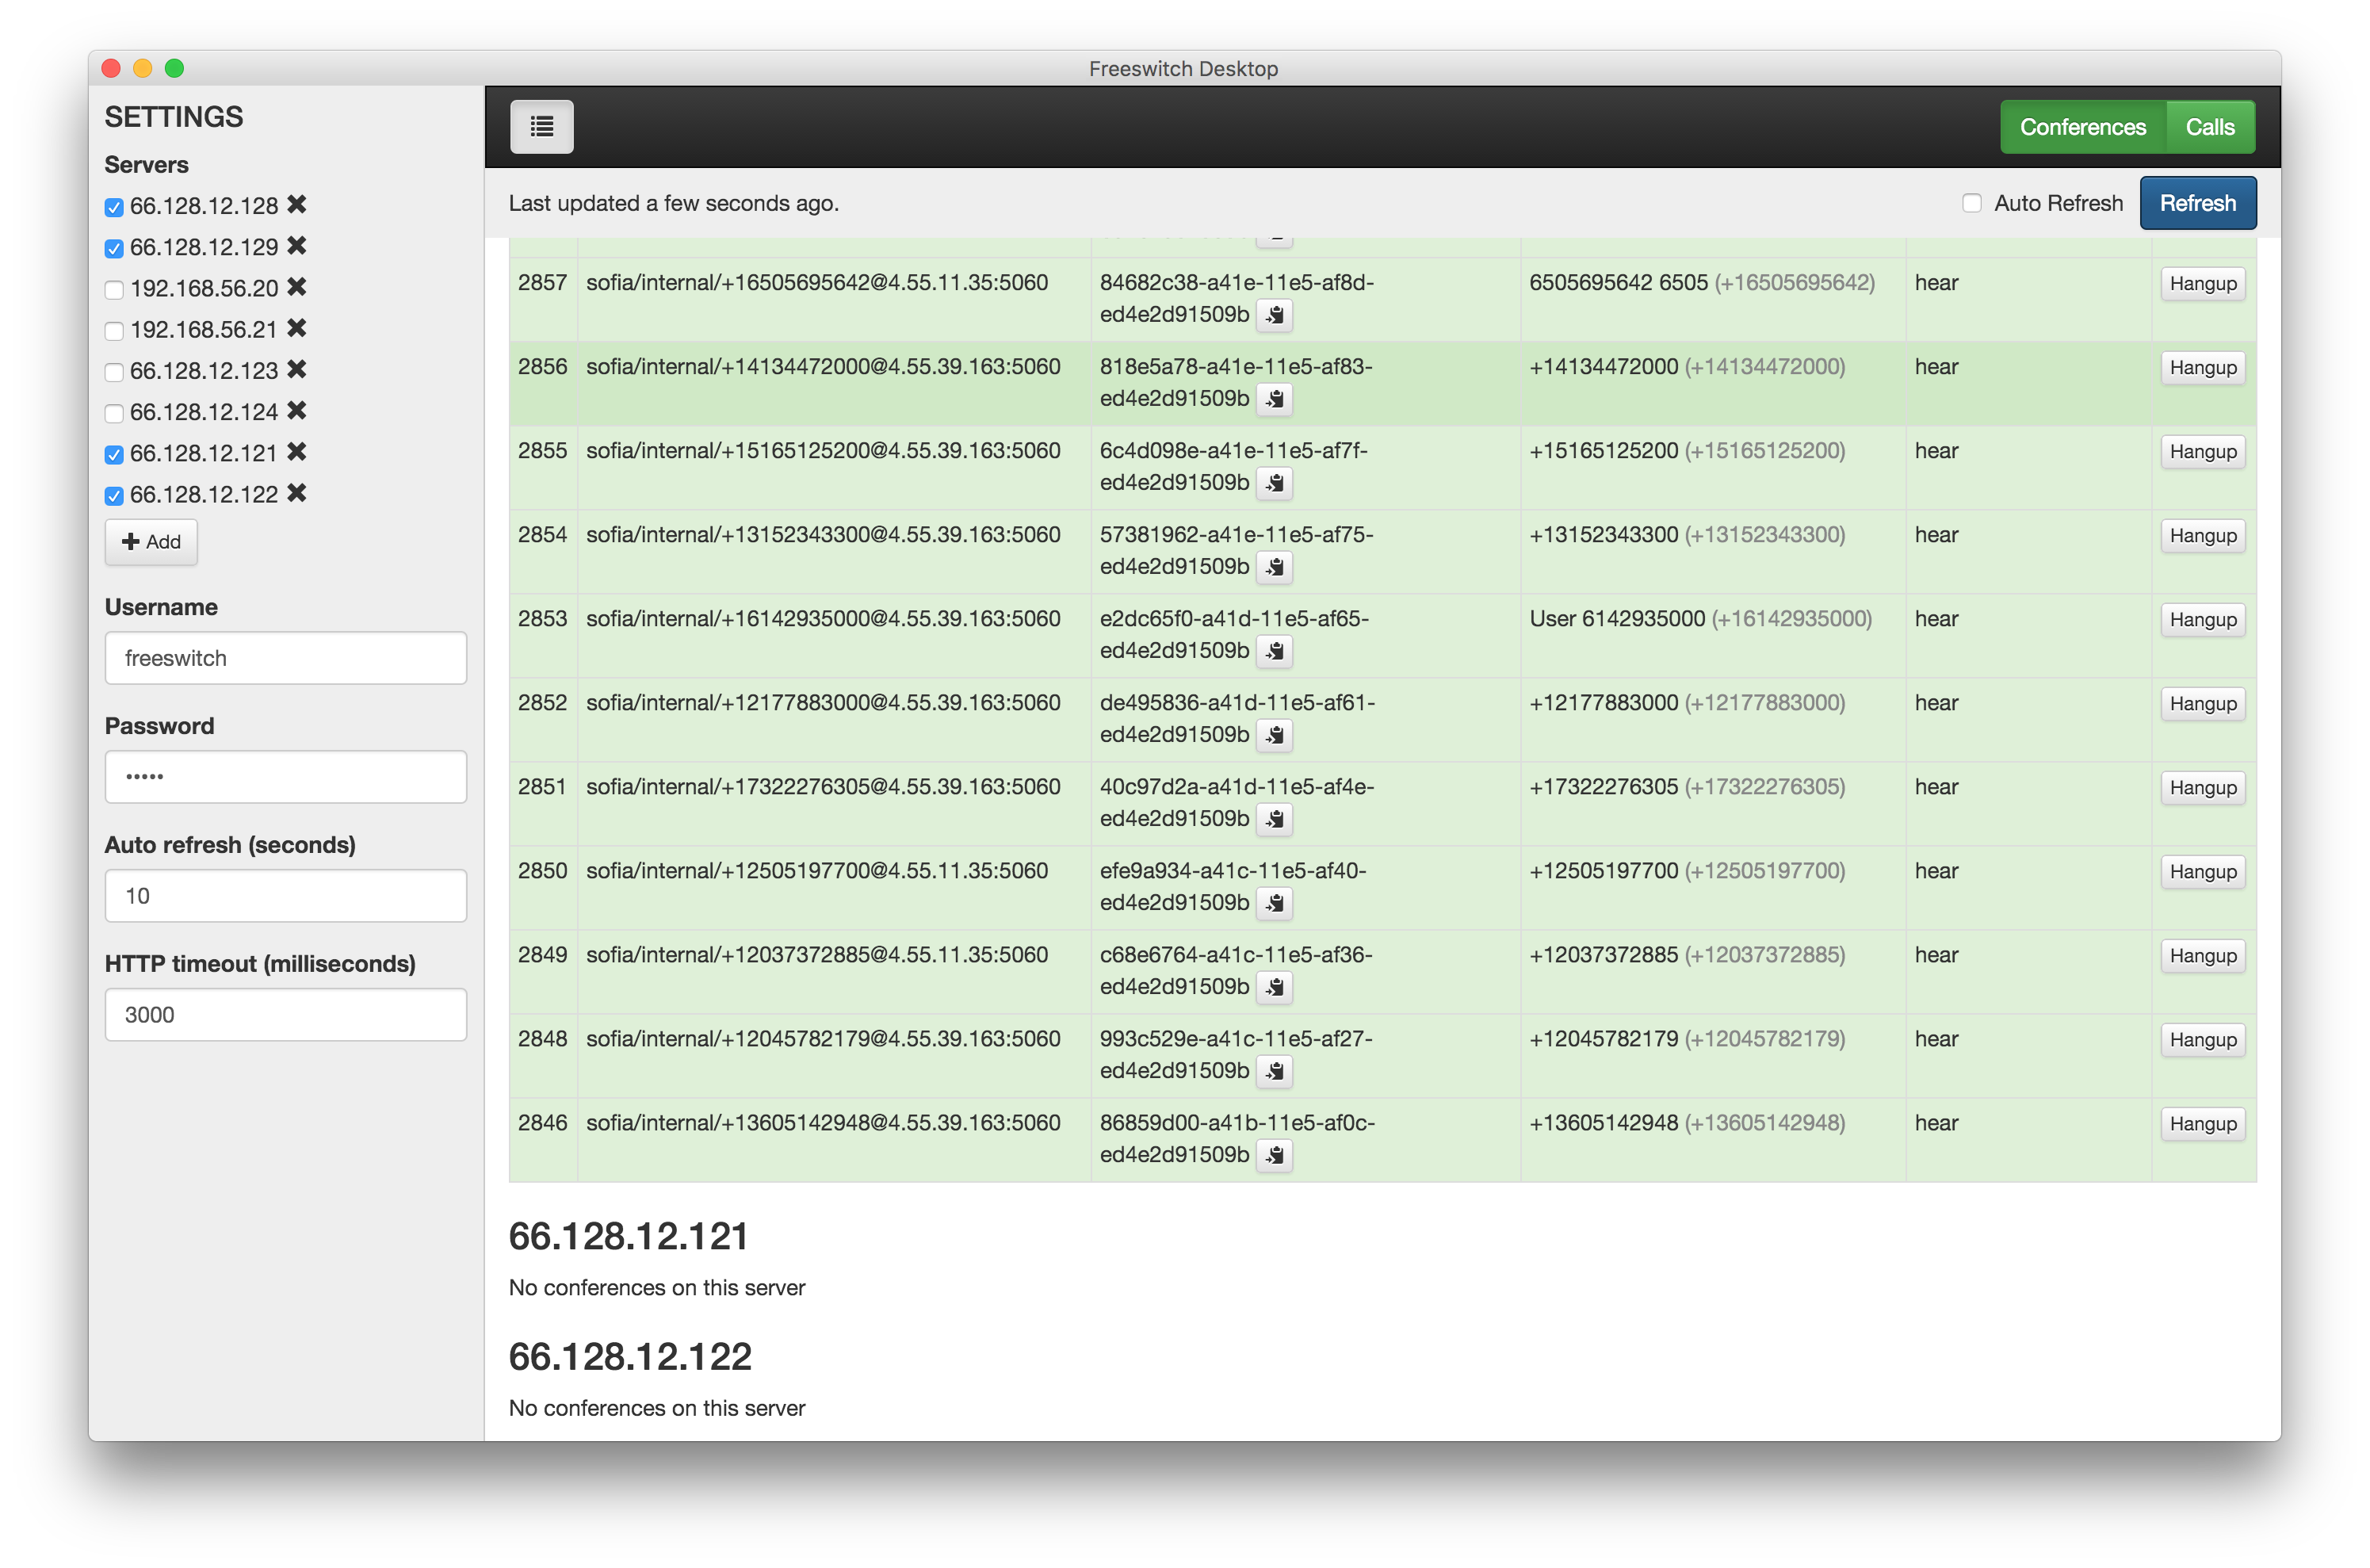 Freeswitch Desktop
SETTINGS
Servers
66.128.12.128
66.128.12.129
192.168.56.20
192.168.56.21
66.128.12.123
66.128.12.124
66.128.12.121
66.128.12.122
Add
Username
freeswitch
Password
•••••
Auto refresh (seconds)
10
HTTP timeout (milliseconds)
3000
Conferences Calls
Last updated a few seconds ago. Auto Refresh Refresh
2857 sofia/internal/+16505695642@4.55.11.35:5060 84682c38-a41e-11e5-af8d- 6505695642 6505 (+16505695642) hear Hangup
ed4e2d91509b
2856 sofia/internal/+14134472000@4.55.39.163:5060 818e5a78-a41e-11e5-af83- +14134472000 (+14134472000) hear Hangup
ed4e2d91509b
2855 sofia/internal/+15165125200@4.55.39.163:5060 6c4d098e-a41e-11e5-af7f- +15165125200 (+15165125200) hear Hangup
ed4e2d91509b
2854 sofia/internal/+13152343300@4.55.39.163:5060 57381962-a41e-11e5-af75- +13152343300 (+13152343300) hear Hangup
ed4e2d91509b
2853 sofia/internal/+16142935000@4.55.39.163:5060 e2dc65f0-a41d-11e5-af65- User 6142935000 (+16142935000) hear Hangup
ed4e2d91509b
2852 sofia/internal/+12177883000@4.55.39.163:5060 de495836-a41d-11e5-af61- +12177883000 (+12177883000) hear Hangup
ed4e2d91509b
2851 sofia/internal/+17322276305@4.55.39.163:5060 40c97d2a-a41d-11e5-af4e- +17322276305 (+17322276305) hear Hangup
ed4e2d91509b
2850 sofia/internal/+12505197700@4.55.11.35:5060 efe9a934-a41c-11e5-af40- +12505197700 (+12505197700) hear Hangup
ed4e2d91509b
2849 sofia/internal/+12037372885@4.55.11.35:5060 c68e6764-a41c-11e5-af36- +12037372885 (+12037372885) hear Hangup
ed4e2d91509b
2848 sofia/internal/+12045782179@4.55.39.163:5060 993c529e-a41c-11e5-af27- +12045782179 (+12045782179) hear Hangup
ed4e2d91509b
2846 sofia/internal/+13605142948@4.55.39.163:5060 86859d00-a41b-11e5-af0c- +13605142948 (+13605142948) hear Hangup
ed4e2d91509b
66.128.12.121
No conferences on this server
66.128.12.122
No conferences on this server